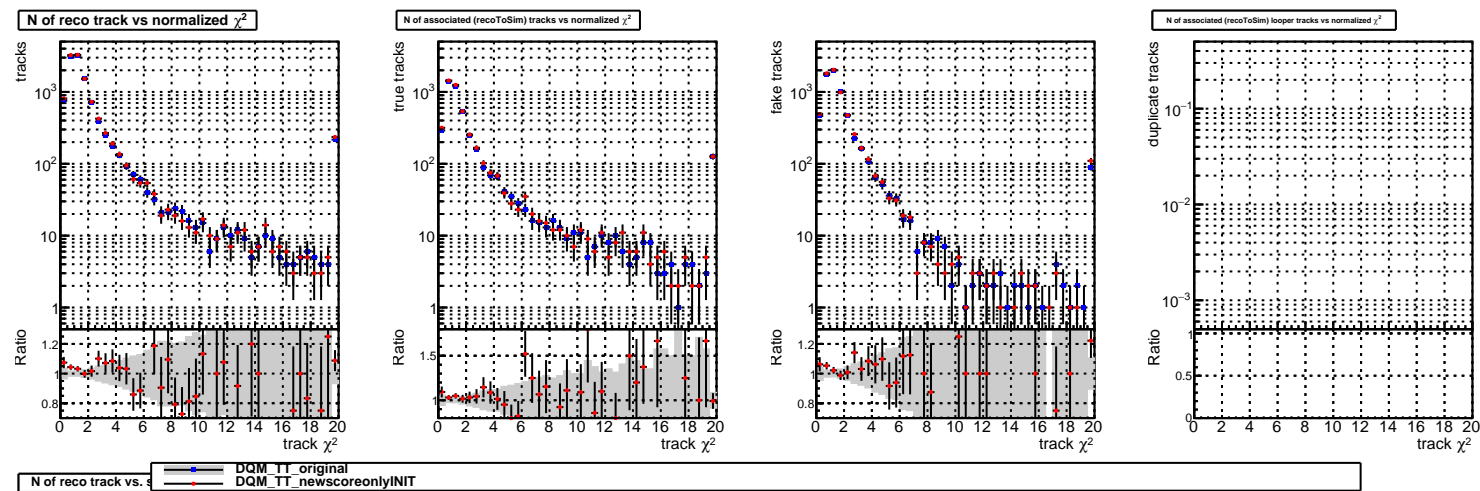 N of reco track vs normalized χ²
N of associated (recoToSim) tracks vs normalized χ²
N of associated (recoToSim) looper tracks vs normalized χ²
tracks
10³
10²
10
1
Ratio
1.2
1
0.8
0 2 4 6 8 10 12 14 16 18 20
track χ²
true tracks
10³
10²
10
1
Ratio
1.5
1
0 2 4 6 8 10 12 14 16 18 20
track χ²
fake tracks
10³
10²
10
1
Ratio
1.2
1
0.8
0 2 4 6 8 10 12 14 16 18 20
track χ²
duplicate tracks
10⁻¹
10⁻²
10⁻³
Ratio
1
0.5
0
0 2 4 6 8 10 12 14 16 18 20
track χ²
N of reco track vs. s
DQM_TT_original
DQM_TT_newscoreonlyINIT